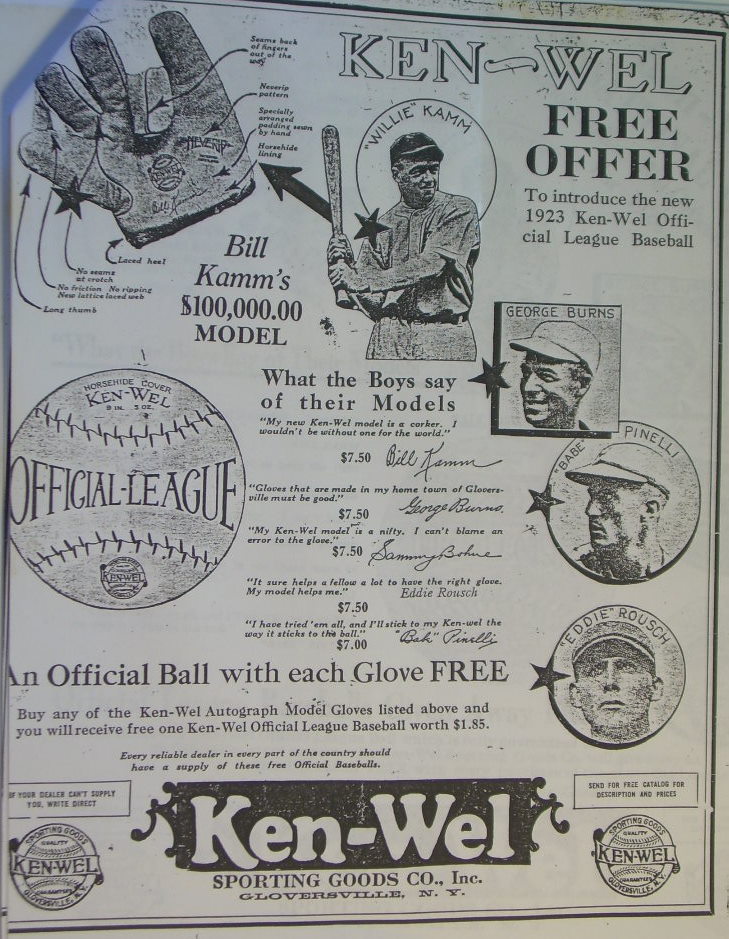 KEN-WEL
FREE
OFFER
To introduce the new
1923 Ken-Wel Offi-
cial League Baseball
Seams back
of fingers
out of the
way
Neverip
pattern
Specially
arranged
padding sewn
by hand
Horsehide
lining
NEVERIP
Bill Kamm
Laced heel
No seams
at crotch
No friction No ripping
New lattice laced web
Long thumb
"WILLIE" KAMM
Bill
Kamm's
$100,000.00
MODEL
GEORGE BURNS
"BABE" PINELLI
"EDDIE" ROUSCH
HORSEHIDE COVER
KEN-WEL
9 IN. 5 OZ.
OFFICIAL-LEAGUE
KEN-WEL
What the Boys say
of their Models
"My new Ken-Wel model is a corker. I
wouldn't be without one for the world."
$7.50 Bill Kamm
"Gloves that are made in my home town of Glovers-
ville must be good."
$7.50 George Burns.
"My Ken-Wel model is a nifty. I can't blame an
error to the glove."
$7.50 Sammy Bohne
"It sure helps a fellow a lot to have the right glove.
My model helps me." Eddie Rousch
$7.50
"I have tried 'em all, and I'll stick to my Ken-wel the
way it sticks to the ball." "Bab" Pinelli
$7.00
An Official Ball with each Glove FREE
Buy any of the Ken-Wel Autograph Model Gloves listed above and
you will receive free one Ken-Wel Official League Baseball worth $1.85.
Every reliable dealer in every part of the country should
have a supply of these free Official Baseballs.
IF YOUR DEALER CAN'T SUPPLY
YOU, WRITE DIRECT
SEND FOR FREE CATALOG FOR
DESCRIPTION AND PRICES
SPORTING GOODS
QUALITY
KEN-WEL
GUARANTEED
GLOVERSVILLE, N.Y.
Ken-Wel
SPORTING GOODS CO., Inc.
GLOVERSVILLE, N. Y.
SPORTING GOODS
QUALITY
KEN-WEL
GUARANTEED
GLOVERSVILLE, N.Y.